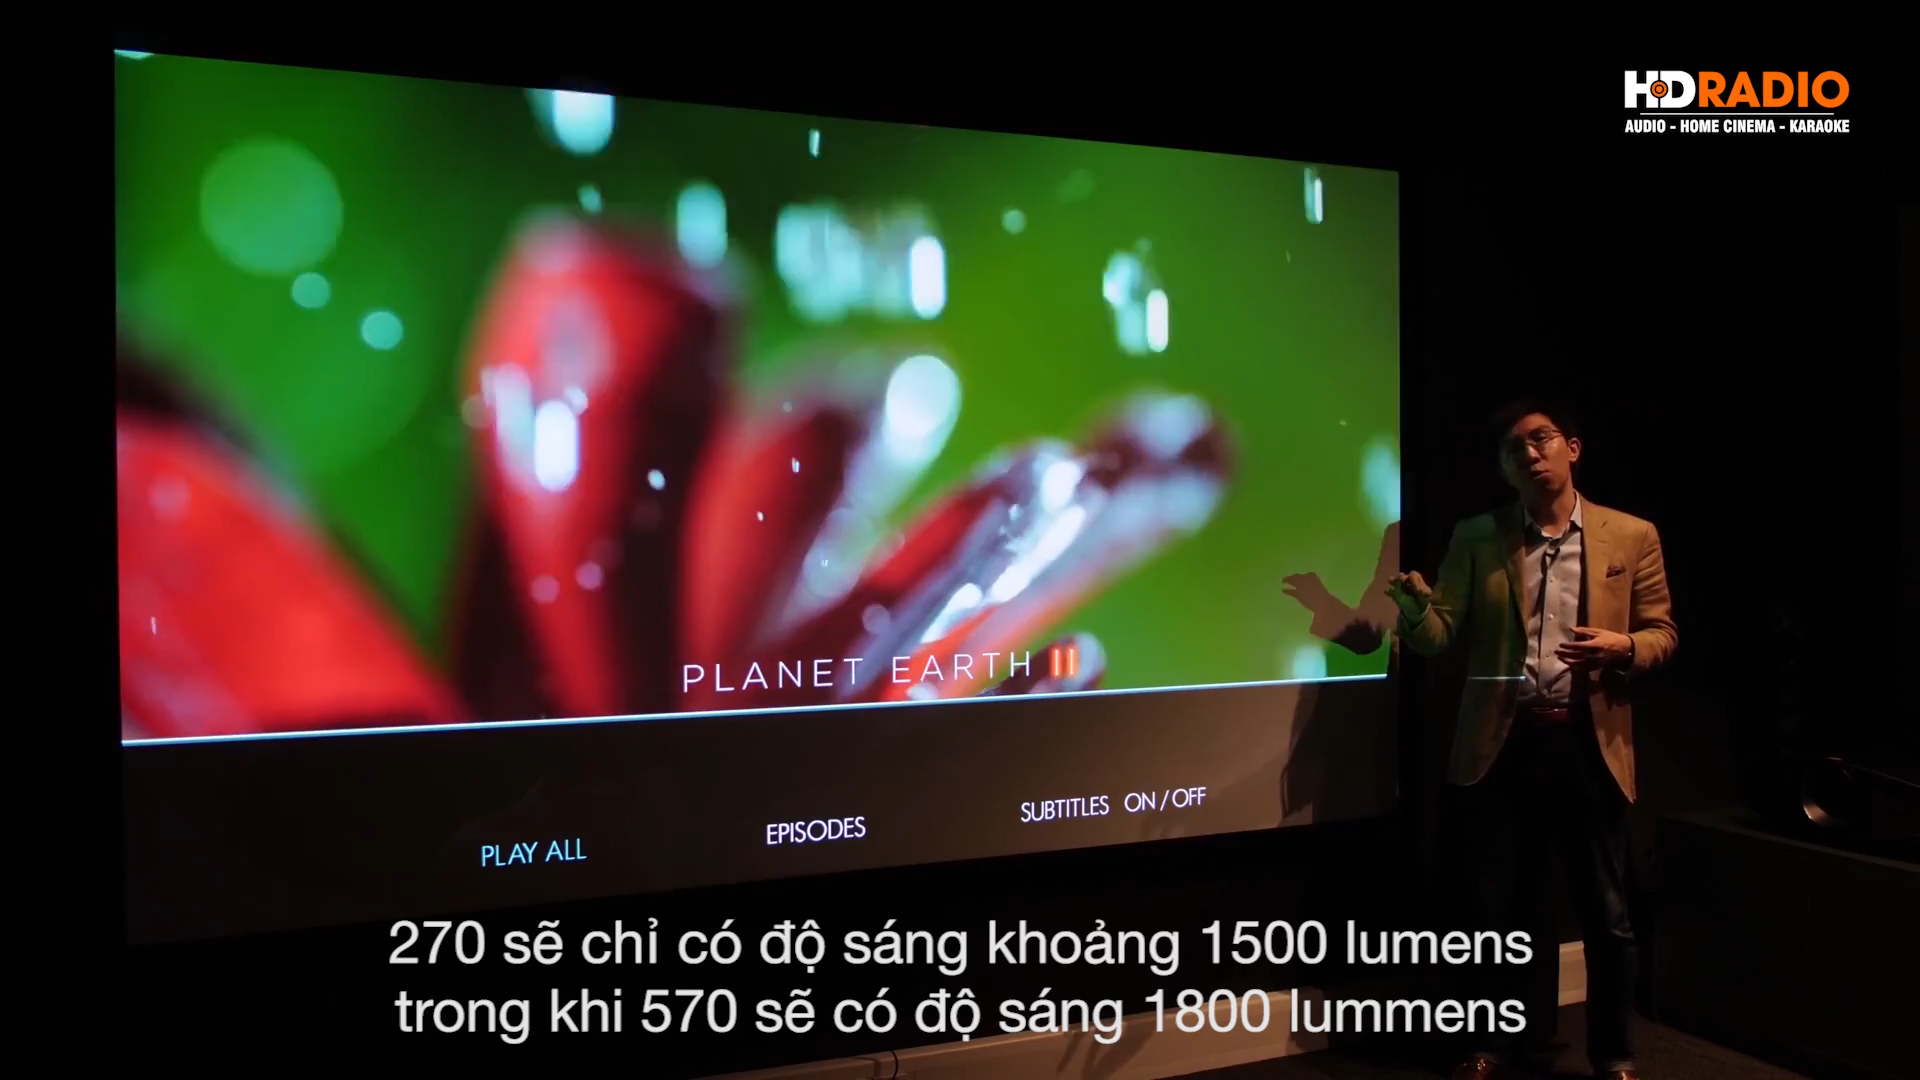 HDRADIO
AUDIO - HOME CINEMA - KARAOKE
PLANET EARTH II
PLAY ALL
EPISODES
SUBTITLES ON / OFF
270 sẽ chỉ có độ sáng khoảng 1500 lumens
trong khi 570 sẽ có độ sáng 1800 lummens